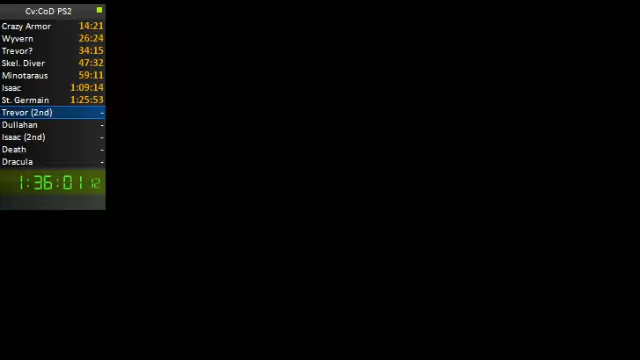 Cv:CoD PS2
Crazy Armor 14:21
Wyvern 26:24
Trevor? 34:15
Skel. Diver 47:32
Minotaraus 59:11
Isaac 1:09:14
St. Germain 1:25:53
Trevor (2nd) -
Dullahan -
Isaac (2nd) -
Death -
Dracula -
1:36:01 12